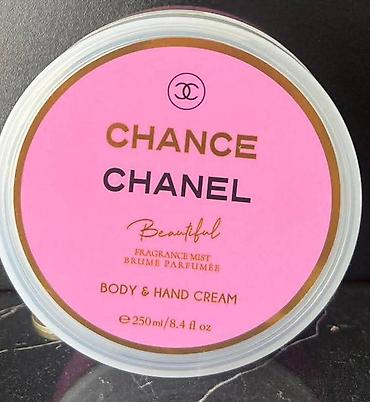 CHANCE
CHANEL
Beautiful
FRAGRANCE MIST
BRUME PARFUMÉE
BODY & HAND CREAM
℮ 250ml/8.4 fl oz